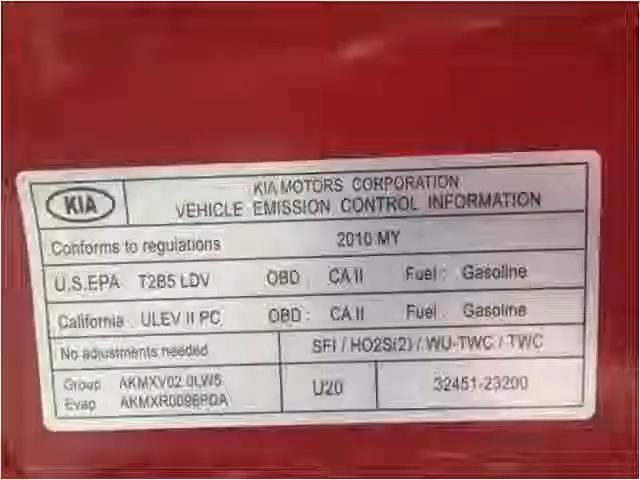 KIA
KIA MOTORS CORPORATION
VEHICLE EMISSION CONTROL INFORMATION
Conforms to regulations 2010 MY
U.S.EPA T2B5 LDV OBD : CA II Fuel : Gasoline
California : ULEV II PC OBD : CA II Fuel : Gasoline
No adjustments needed SFI / HO2S(2) / WU-TWC / TWC
Group AKMXV02.0LW5 U20 32451-23200
Evap